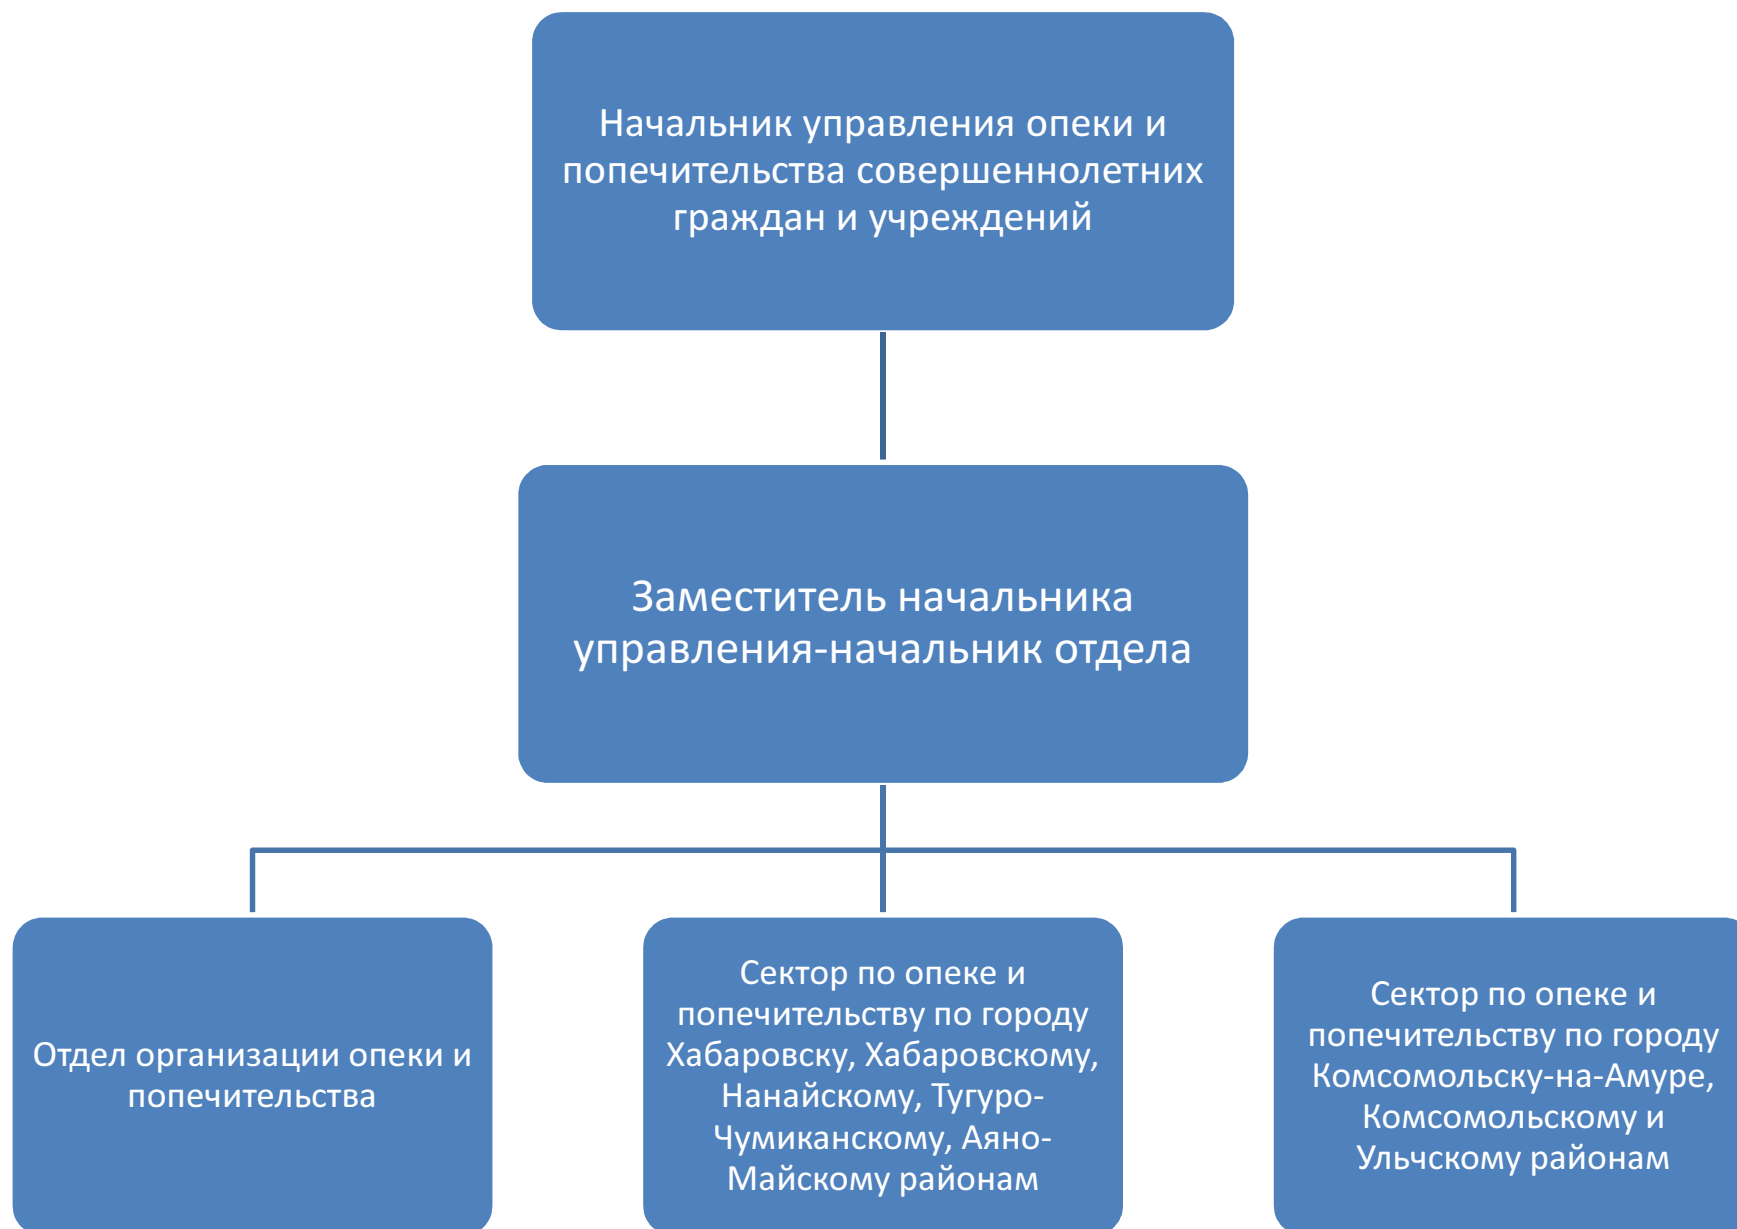 Начальник управления опеки и
попечительства совершеннолетних
граждан и учреждений
Заместитель начальника
управления-начальник отдела
Отдел организации опеки и
попечительства
Сектор по опеке и
попечительству по городу
Хабаровску, Хабаровскому,
Нанайскому, Тугуро-
Чумиканскому, Аяно-
Майскому районам
Сектор по опеке и
попечительству по городу
Комсомольску-на-Амуре,
Комсомольскому и
Ульчскому районам